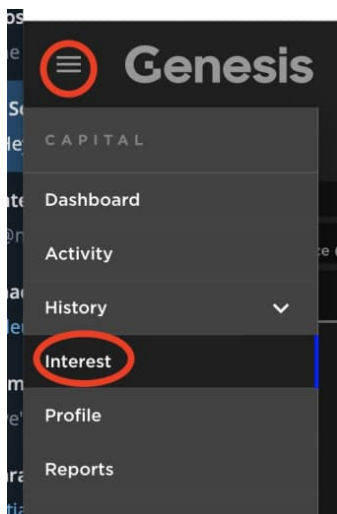 Genesis
CAPITAL
Dashboard
Activity
History
Interest
Profile
Reports